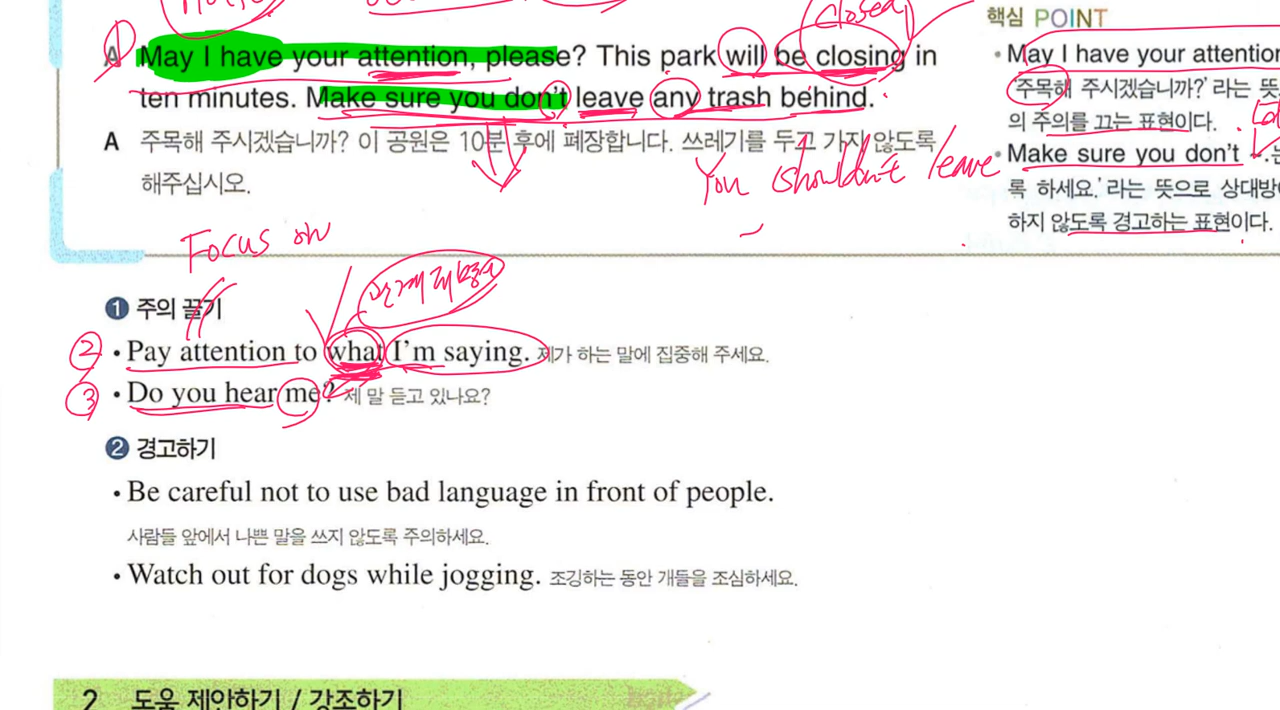 closed
핵심 POINT
A May I have your attention, please? This park will be closing in
ten minutes. Make sure you don't leave any trash behind.
A 주목해 주시겠습니까? 이 공원은 10분 후에 폐장합니다. 쓰레기를 두고 가지 않도록
해주십시오.
You shouldn't leave
~
• May I have your attention
주목해 주시겠습니까?' 라는 뜻
의 주의를 끄는 표현이다.
• Make sure you don't
록 하세요.' 라는 뜻으로 상대방
하지 않도록 경고하는 표현이다.
Focus on
관계대명사
1 주의 끌기
② • Pay attention to what I'm saying. 제가 하는 말에 집중해 주세요.
③ • Do you hear me? 제 말 듣고 있나요?
2 경고하기
• Be careful not to use bad language in front of people.
사람들 앞에서 나쁜 말을 쓰지 않도록 주의하세요.
• Watch out for dogs while jogging. 조깅하는 동안 개들을 조심하세요.
2 도움 제안하기 / 강조하기